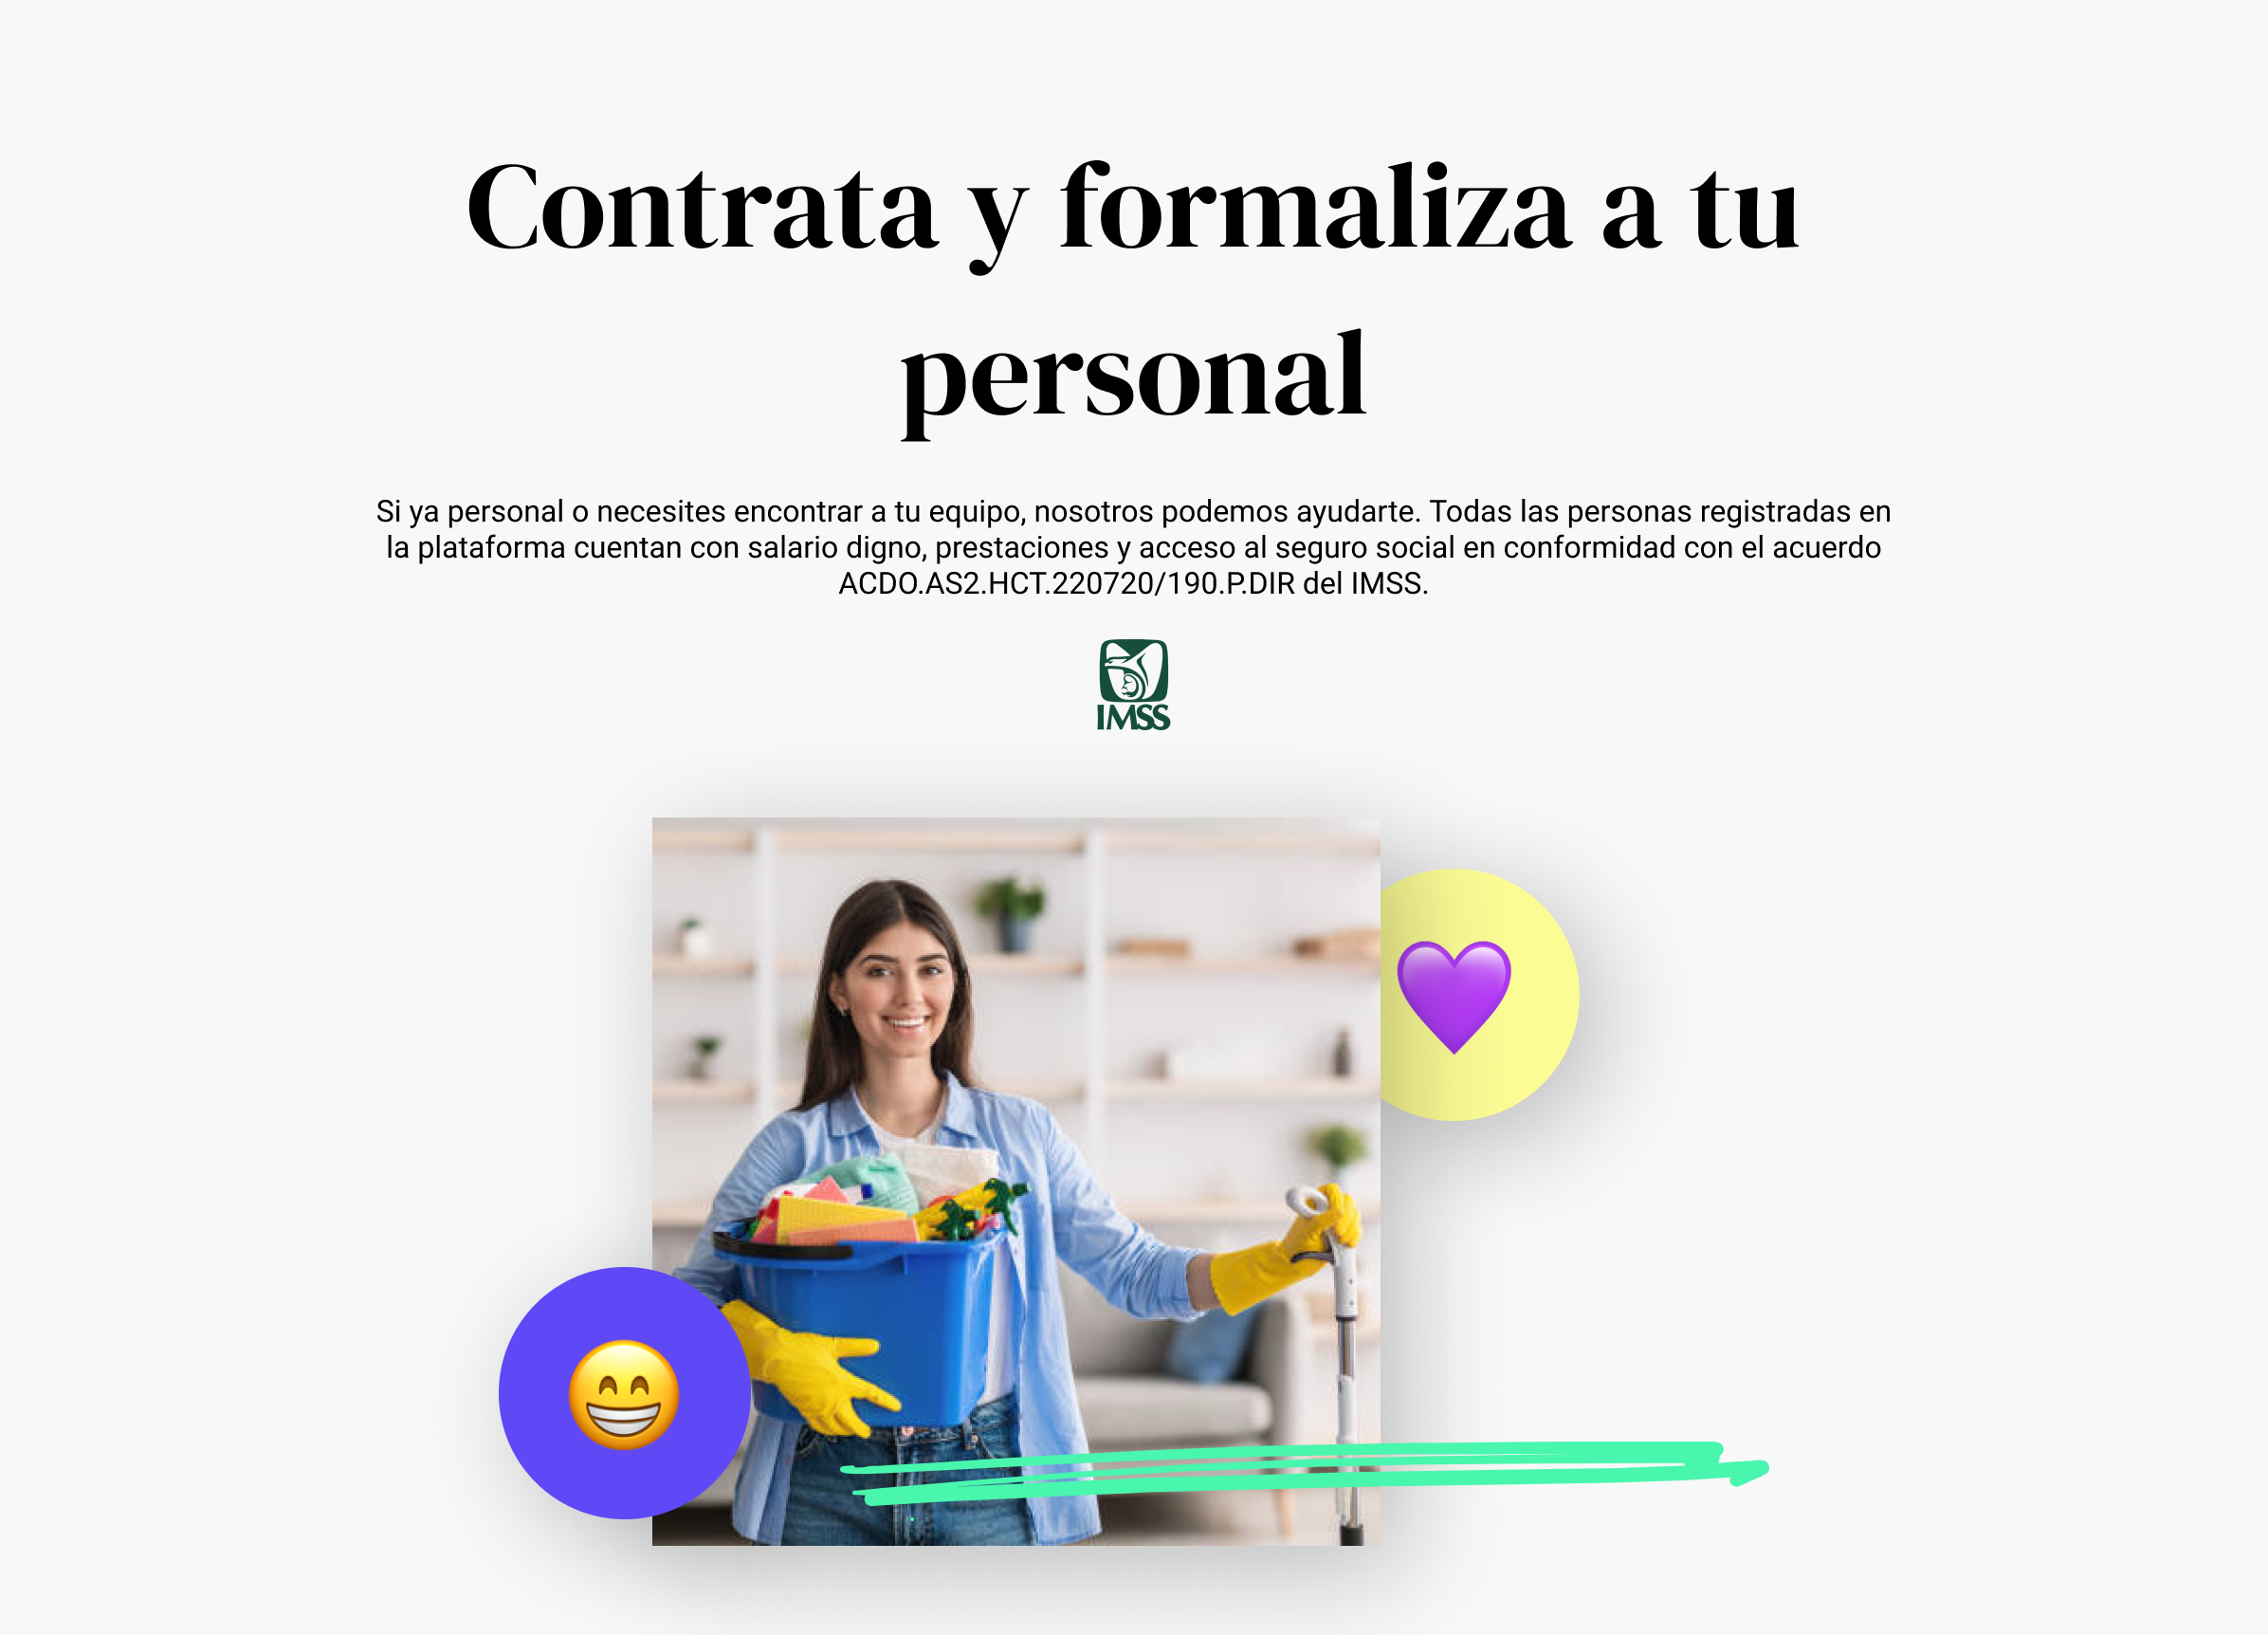 Contrata y formaliza a tu
personal
Si ya personal o necesites encontrar a tu equipo, nosotros podemos ayudarte. Todas las personas registradas en
la plataforma cuentan con salario digno, prestaciones y acceso al seguro social en conformidad con el acuerdo
ACDO.AS2.HCT.220720/190.P.DIR del IMSS.
IMSS